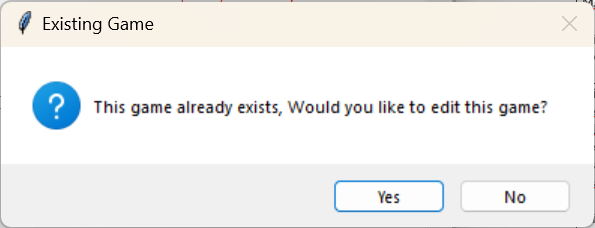 Existing Game
This game already exists, Would you like to edit this game?
Yes
No